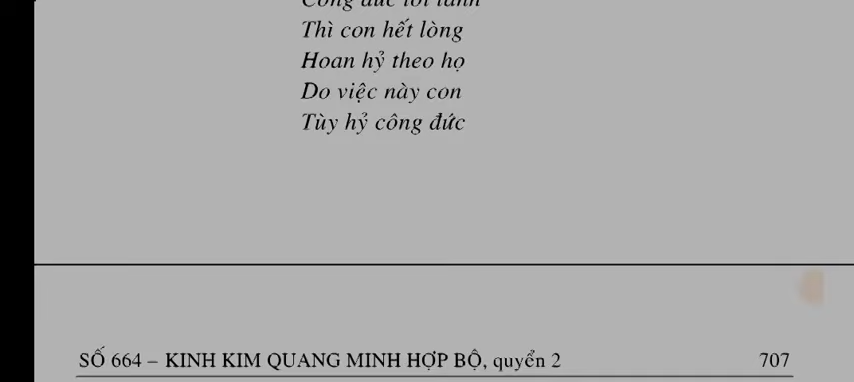 Thì con hết lòng
Hoan hỷ theo họ
Do việc này con
Tùy hỷ công đức
SỐ 664 – KINH KIM QUANG MINH HỢP BỘ, quyển 2 707